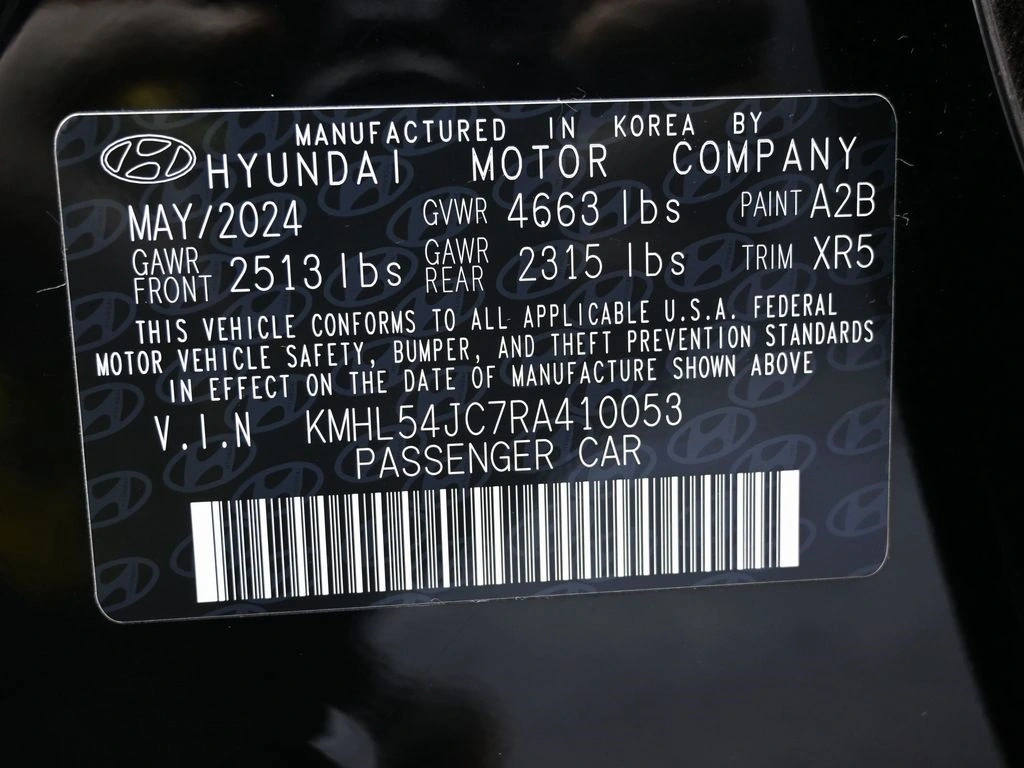 MANUFACTURED IN KOREA BY
HYUNDAI MOTOR COMPANY
MAY/2024 GVWR 4663 lbs PAINT A2B
GAWR FRONT 2513 lbs GAWR REAR 2315 lbs TRIM XR5
THIS VEHICLE CONFORMS TO ALL APPLICABLE U.S.A. FEDERAL
MOTOR VEHICLE SAFETY, BUMPER, AND THEFT PREVENTION STANDARDS
IN EFFECT ON THE DATE OF MANUFACTURE SHOWN ABOVE
V.I.N KMHL54JC7RA410053
PASSENGER CAR